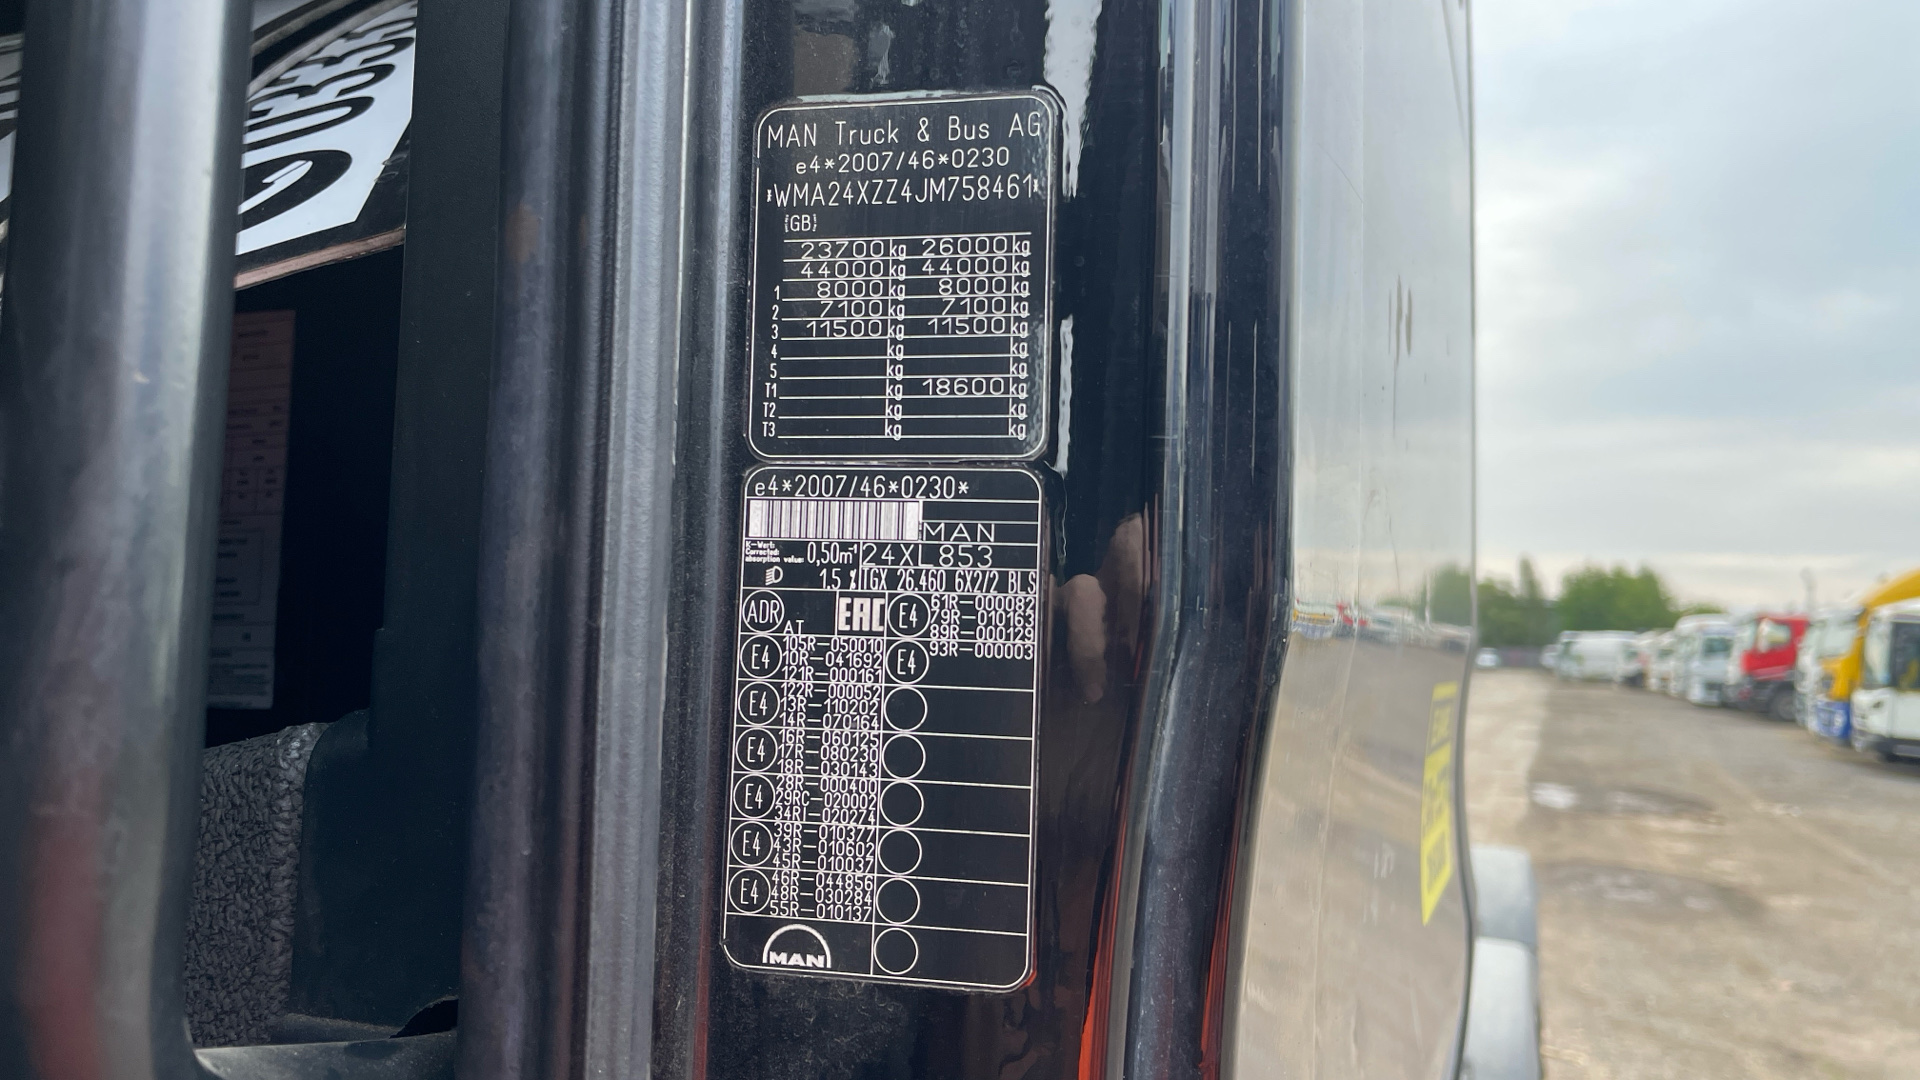 MAN Truck & Bus AG
e4*2007/46*0230
*WMA24XZZ4JM758461*
GB
23700 kg 26000 kg
44000 kg 44000 kg
1 8000 kg 8000 kg
2 7100 kg 7100 kg
3 11500 kg 11500 kg
4 kg kg
5 kg kg
T1 kg 18600 kg
T2 kg kg
T3 kg kg
e4*2007/46*0230*
MAN
K-Wert:
Corrected
absorption value: 0,50m⁻¹ 24XL853
1.5 % TGX 26.460 6X2/2 BLS
ADR AT EAC
E4 105R-050010
10R-041692
121R-000161
E4 122R-000052
13R-110202
14R-070164
E4 16R-060125
17R-080230
18R-030143
E4 28R-000400
29RC-020002
34RI-020274
E4 39R-010377
43R-010602
45R-010037
E4 46R-044856
48R-030284
55R-010137
E4 61R-000082
79R-010163
89R-000129
E4 93R-000003
MAN